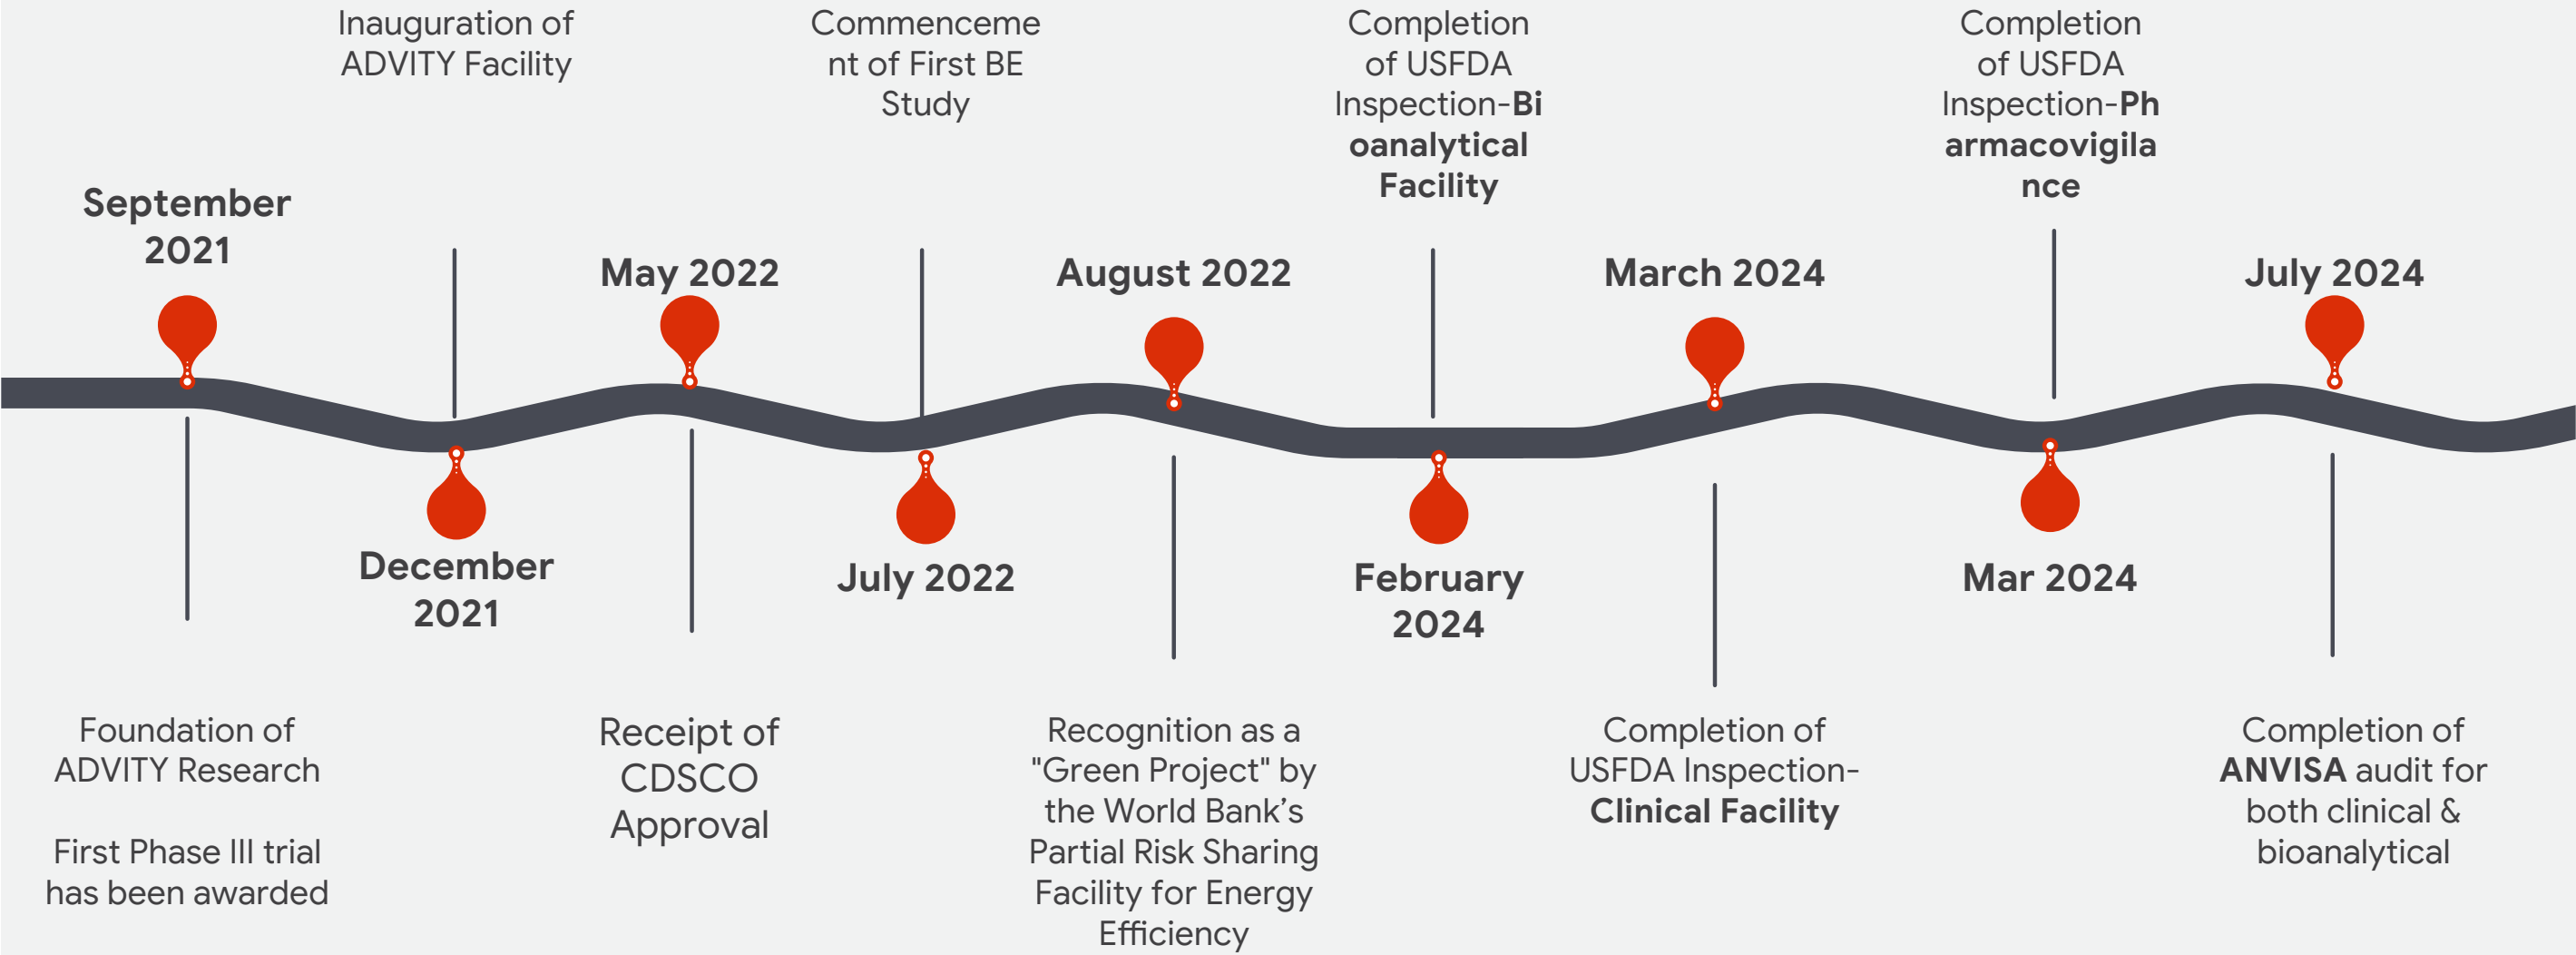 September
2021
Foundation of
ADVITY Research
First Phase III trial
has been awarded
Inauguration of
ADVITY Facility
December
2021
May 2022
Receipt of
CDSCO
Approval
Commenceme
nt of First BE
Study
July 2022
August 2022
Recognition as a
"Green Project" by
the World Bank’s
Partial Risk Sharing
Facility for Energy
Efficiency
Completion
of USFDA
Inspection-Bi
oanalytical
Facility
February
2024
March 2024
Completion of
USFDA Inspection-
Clinical Facility
Completion
of USFDA
Inspection-Ph
armacovigila
nce
Mar 2024
July 2024
Completion of
ANVISA audit for
both clinical &
bioanalytical